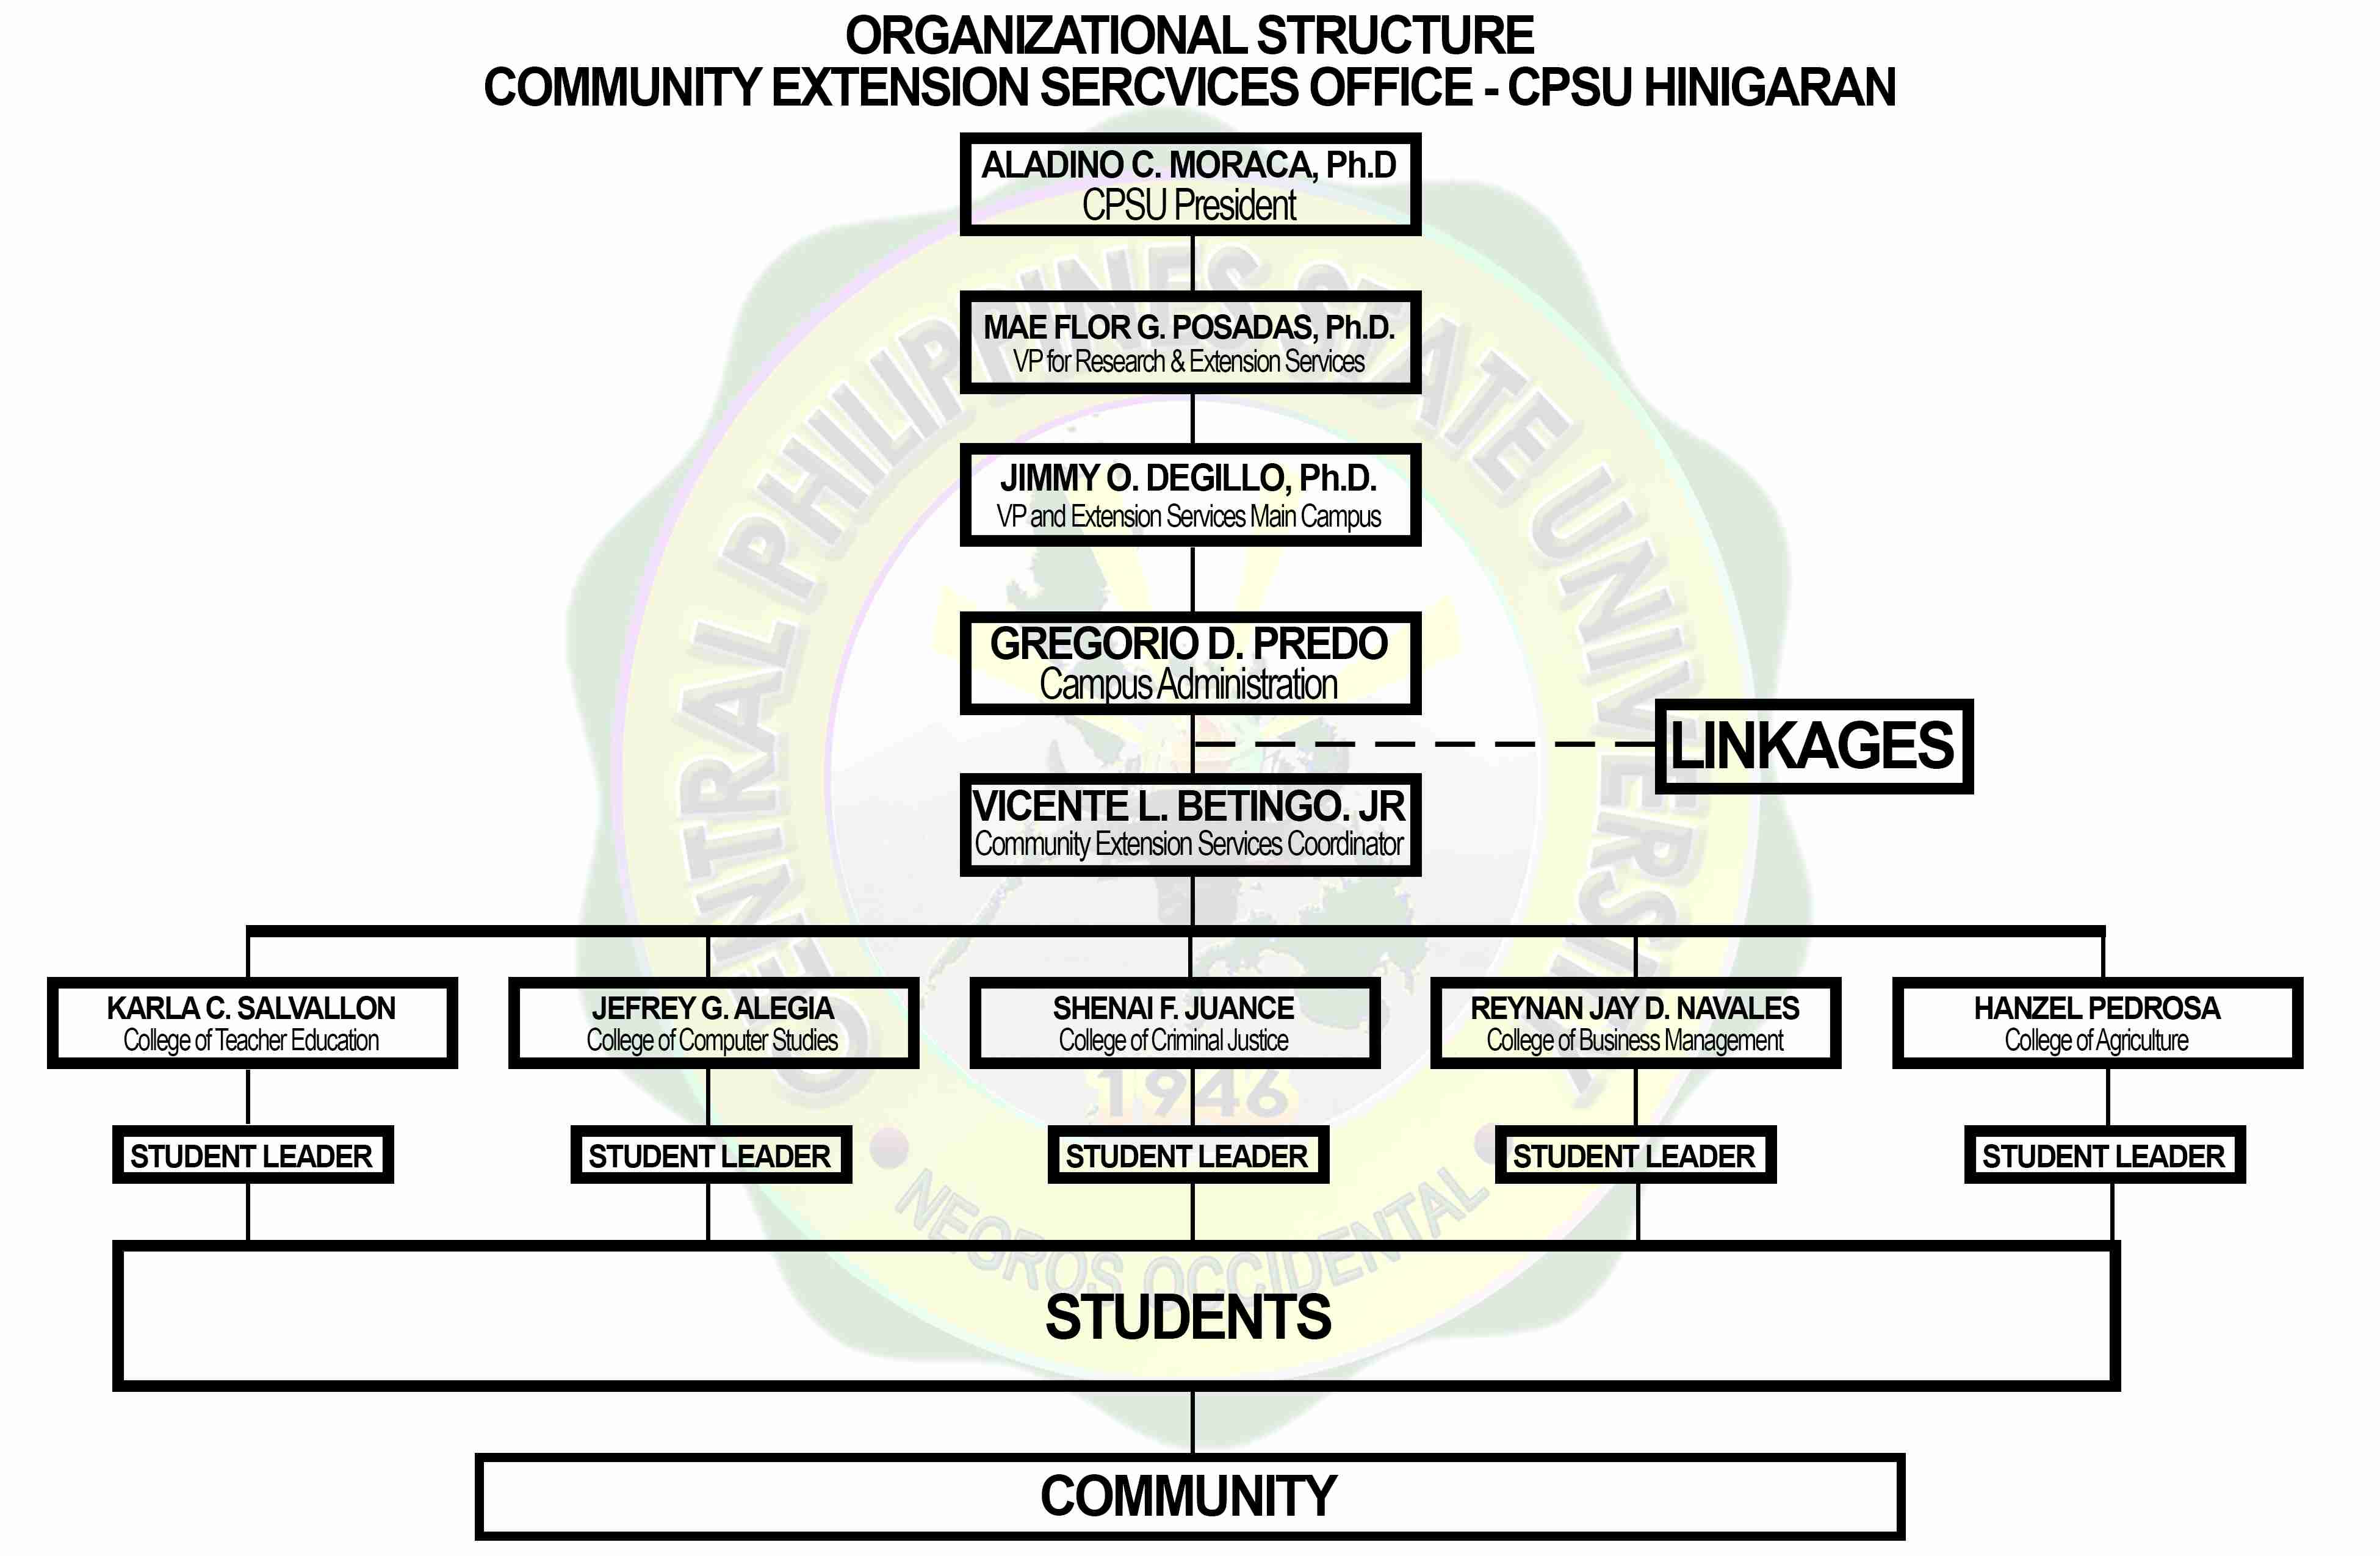 ORGANIZATIONAL STRUCTURE
COMMUNITY EXTENSION SERCVICES OFFICE - CPSU HINIGARAN
ALADINO C. MORACA, Ph.D
CPSU President
MAE FLOR G. POSADAS, Ph.D.
VP for Research & Extension Services
JIMMY O. DEGILLO, Ph.D.
VP and Extension Services Main Campus
GREGORIO D. PREDO
Campus Administration
LINKAGES
VICENTE L. BETINGO. JR
Community Extension Services Coordinator
KARLA C. SALVALLON
College of Teacher Education
JEFREY G. ALEGIA
College of Computer Studies
SHENAI F. JUANCE
College of Criminal Justice
REYNAN JAY D. NAVALES
College of Business Management
HANZEL PEDROSA
College of Agriculture
STUDENT LEADER
STUDENT LEADER
STUDENT LEADER
STUDENT LEADER
STUDENT LEADER
STUDENTS
COMMUNITY
CENTRAL PHILIPPINES STATE UNIVERSITY
1946
NEGROS OCCIDENTAL